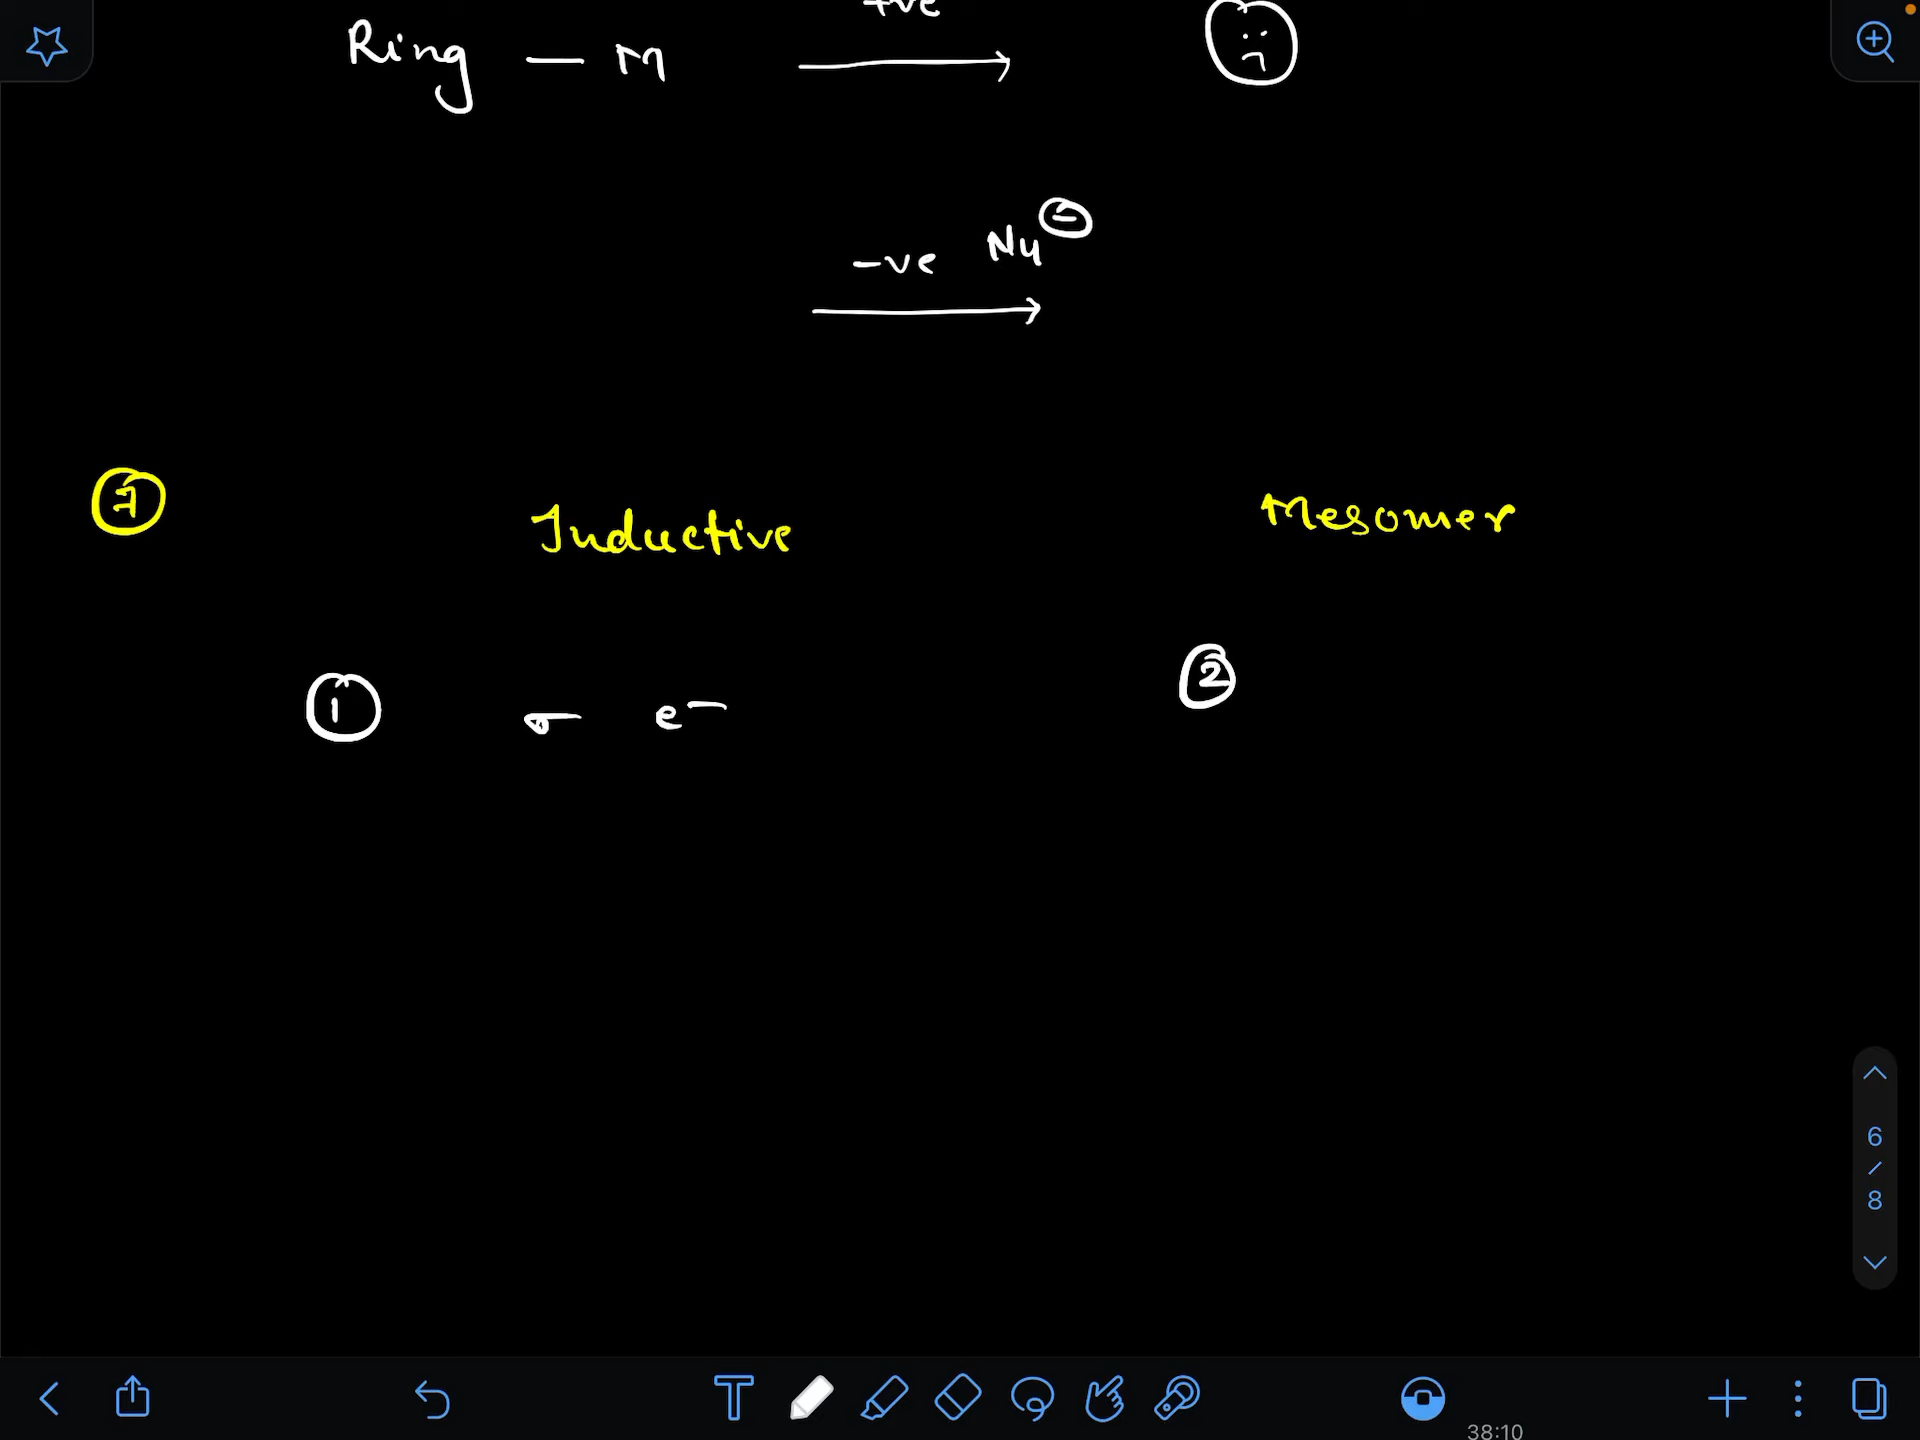 +ve
Ring — M →
-ve Nu⊖
→
⑦ Inductive Mesomer
① σ e⁻ ②
6
/
8
38:10